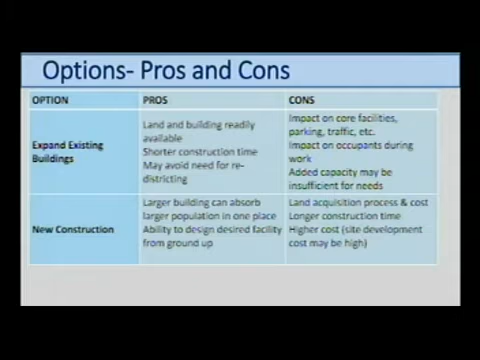 Options- Pros and Cons
OPTION PROS CONS
Expand Existing
Buildings
Land and building readily
available
Shorter construction time
May avoid need for re-
districting
Impact on core facilities,
parking, traffic, etc.
Impact on occupants during
work
Added capacity may be
insufficient for needs
New Construction
Larger building can absorb
larger population in one place
Ability to design desired facility
from ground up
Land acquisition process & cost
Longer construction time
Higher cost (site development
cost may be high)